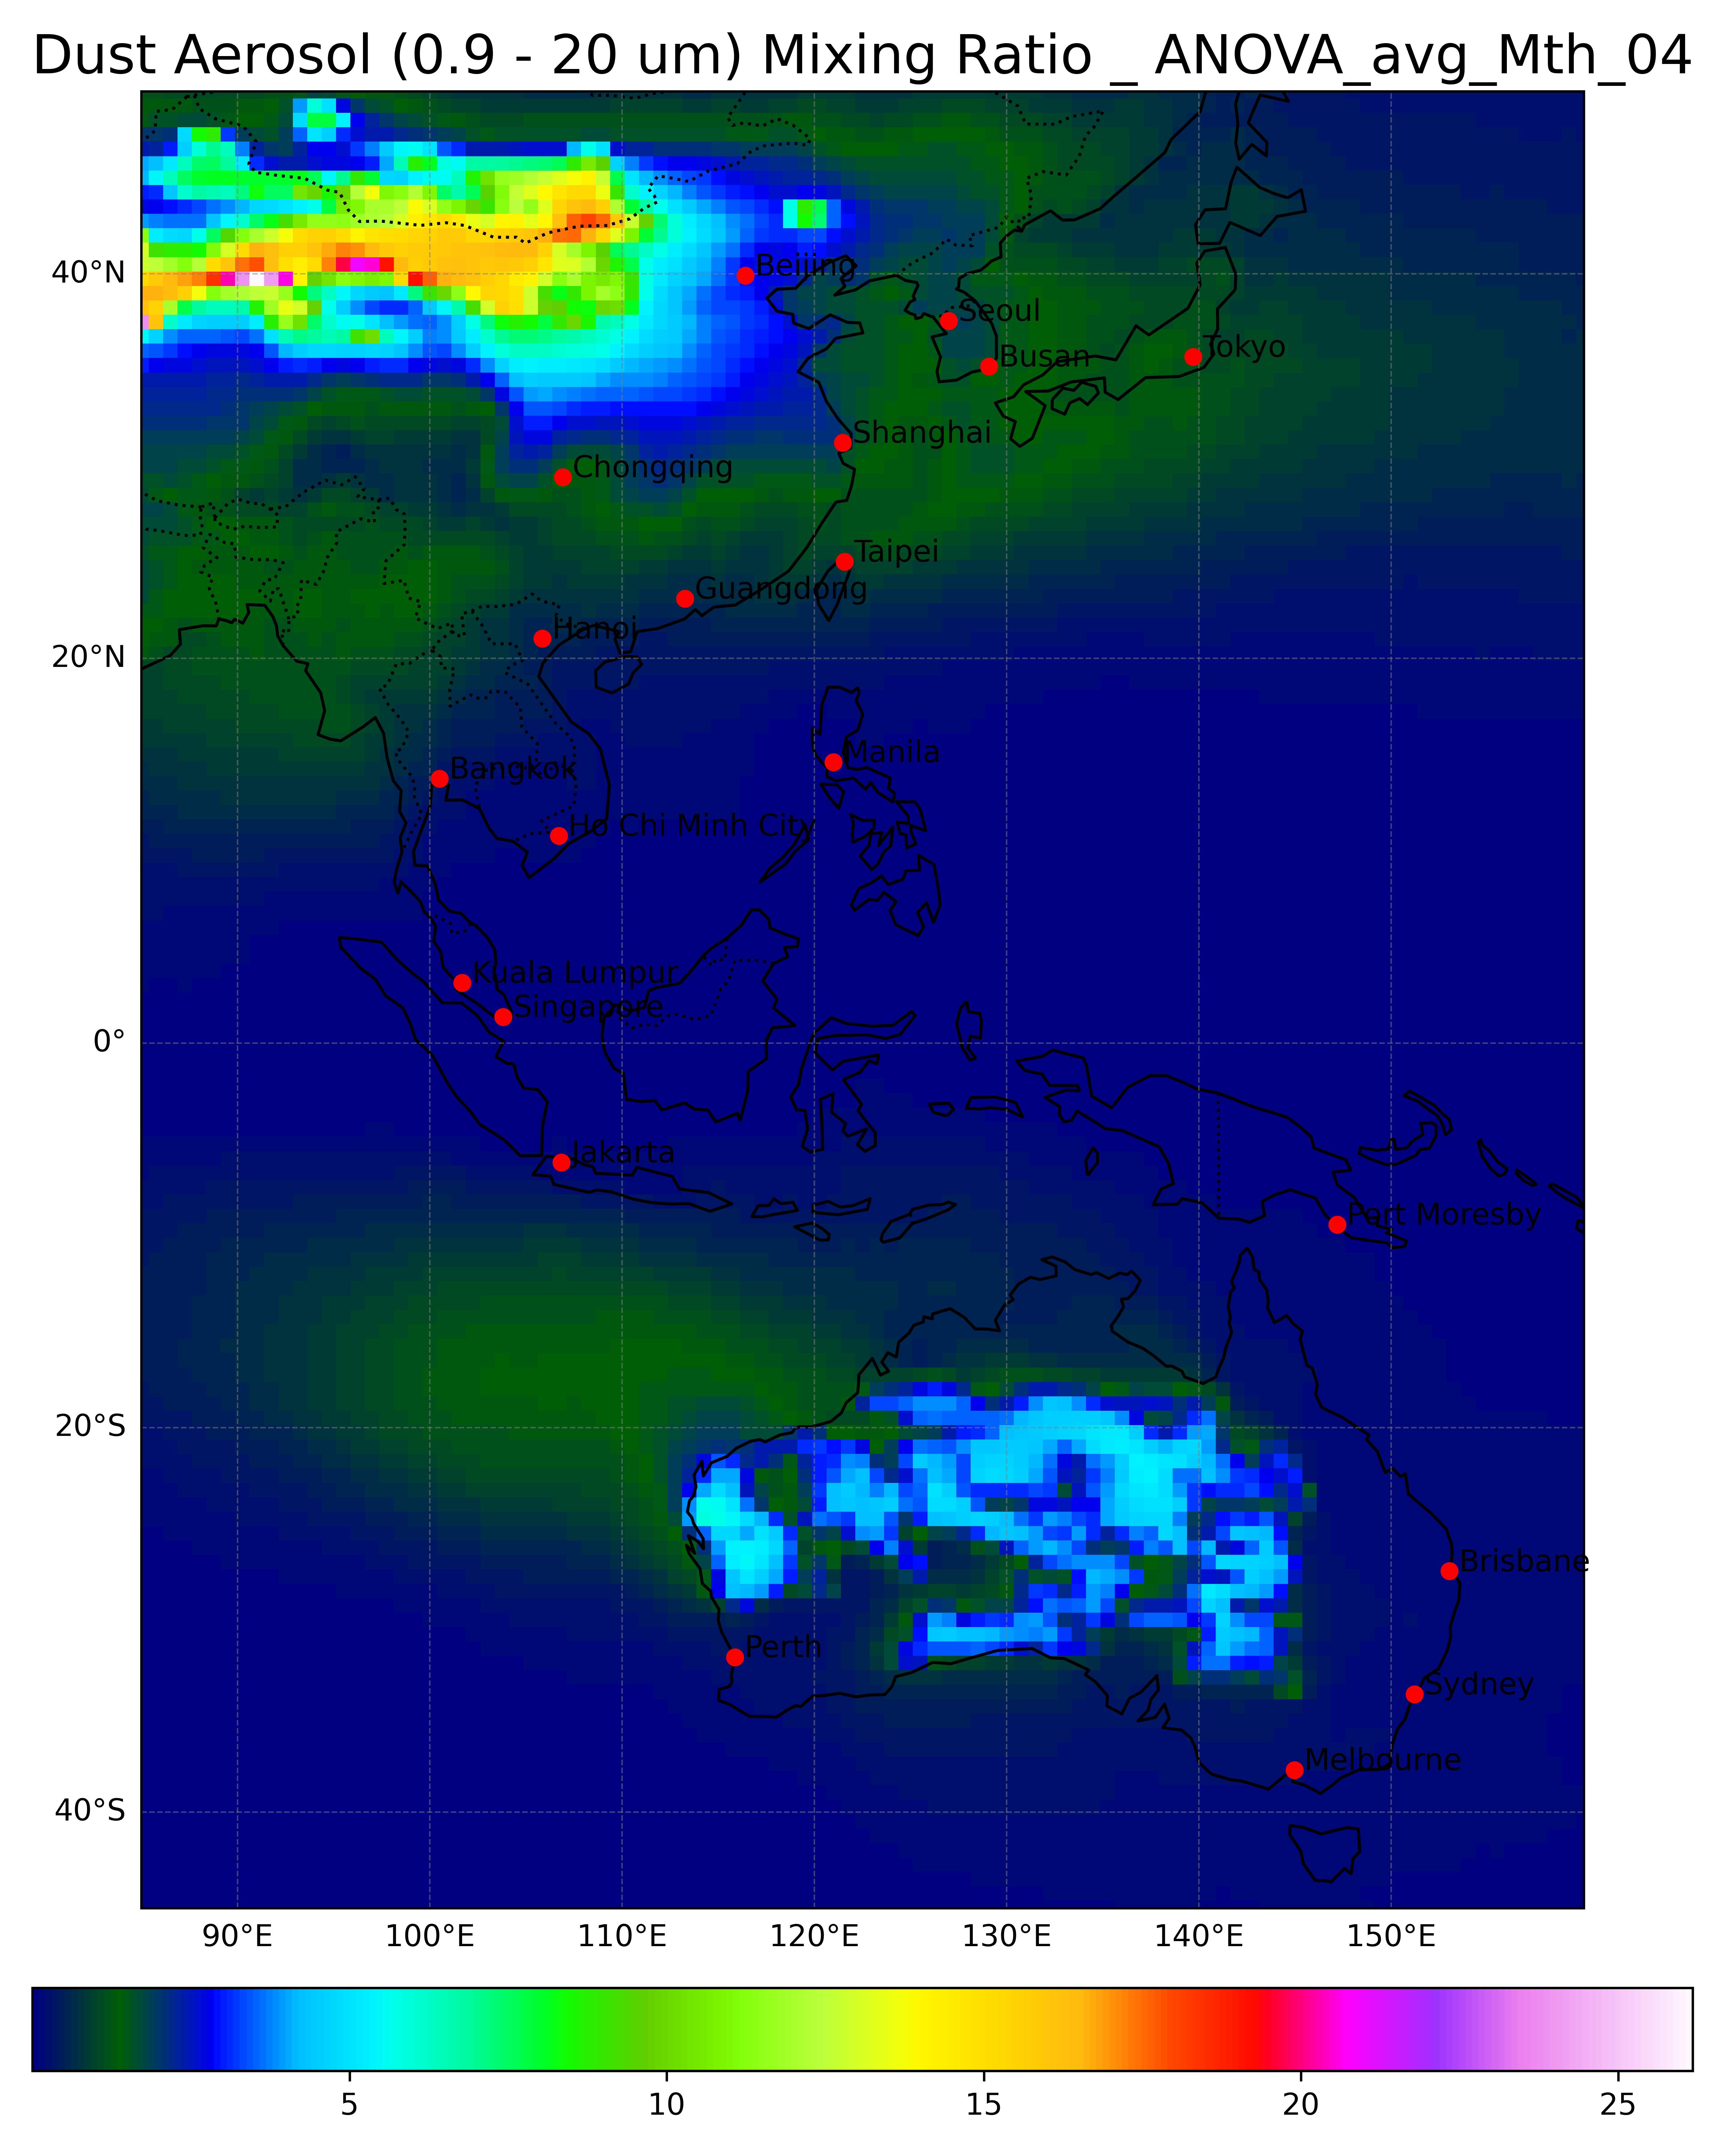 Dust Aerosol (0.9 - 20 um) Mixing Ratio _ ANOVA_avg_Mth_04
40°N
Beijing
Seoul
Busan
Tokyo
Shanghai
Chongqing
Taipei
Guangdong
Hanoi
20°N
Manila
Bangkok
Ho Chi Minh City
Kuala Lumpur
Singapore
0°
Jakarta
Port Moresby
20°S
Brisbane
Perth
Sydney
Melbourne
40°S
90°E 100°E 110°E 120°E 130°E 140°E 150°E
5 10 15 20 25